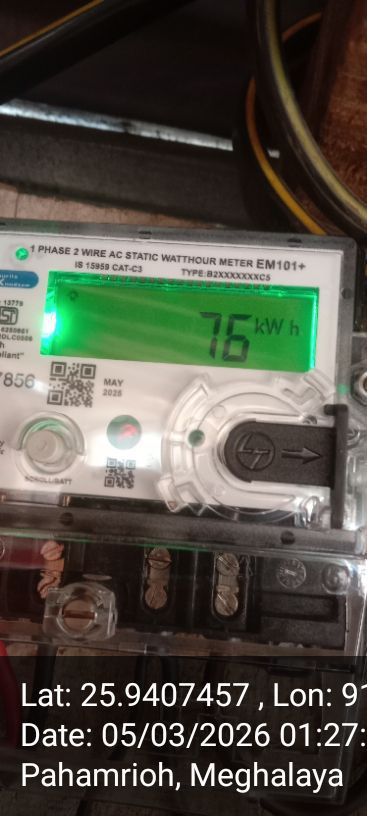 1 PHASE 2 WIRE AC STATIC WATTHOUR METER EM101+
IS 15959 CAT-C3 TYPE:B2XXXXXXXC5
76 kWh
7856
MAY
2025
SCROLL/BATT
Lat: 25.9407457 , Lon: 91
Date: 05/03/2026 01:27:
Pahamrioh, Meghalaya